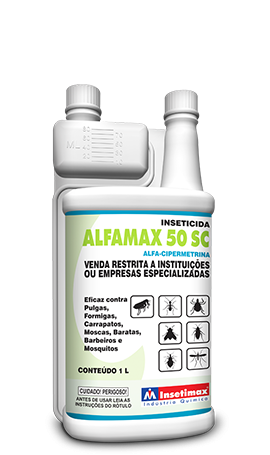 INSETICIDA
ALFAMAX 50 SC
ALFA-CIPERMETRINA
VENDA RESTRITA A INSTITUIÇÕES
OU EMPRESAS ESPECIALIZADAS
Eficaz contra
Pulgas,
Formigas,
Carrapatos,
Moscas, Baratas,
Barbeiros e
Mosquitos
CONTEÚDO 1 L
CUIDADO! PERIGOSO!
ANTES DE USAR LEIA AS
INSTRUÇÕES DO RÓTULO
M Insetimax
Indústria Química